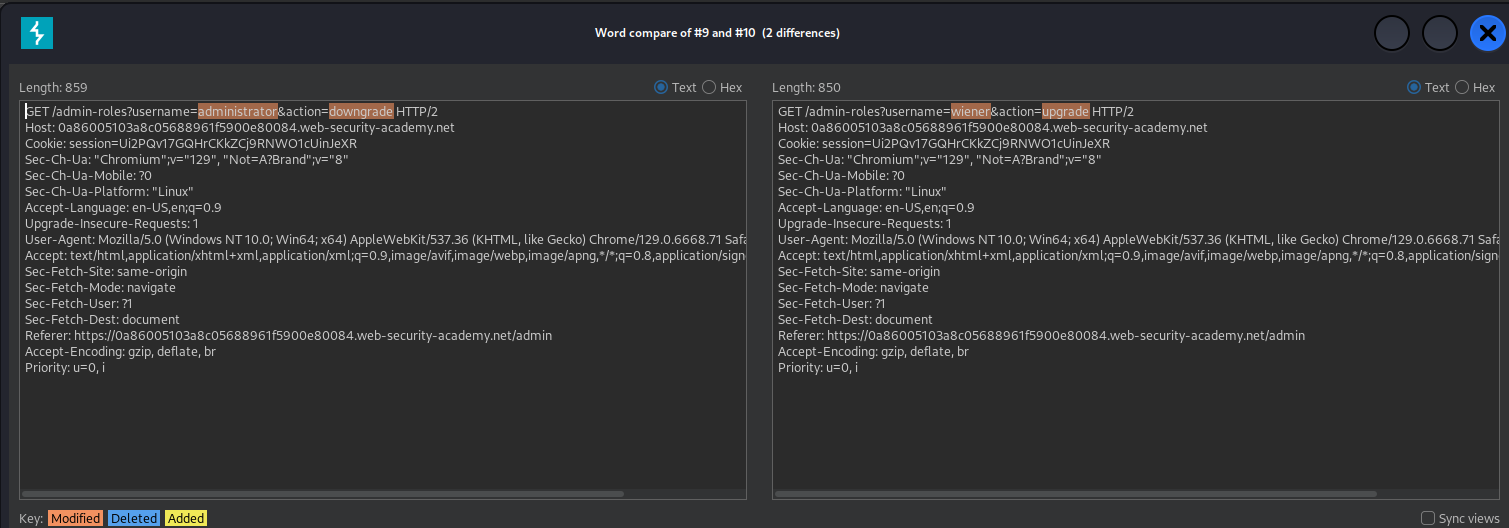 Word compare of #9 and #10 (2 differences)
Length: 859
Text
Hex
GET /admin-roles?username=administrator&action=downgrade HTTP/2
Host: 0a86005103a8c05688961f5900e80084.web-security-academy.net
Cookie: session=Ui2PQv17GQHrCKkZCj9RNWO1cUinJeXR
Sec-Ch-Ua: "Chromium";v="129", "Not=A?Brand";v="8"
Sec-Ch-Ua-Mobile: ?0
Sec-Ch-Ua-Platform: "Linux"
Accept-Language: en-US,en;q=0.9
Upgrade-Insecure-Requests: 1
User-Agent: Mozilla/5.0 (Windows NT 10.0; Win64; x64) AppleWebKit/537.36 (KHTML, like Gecko) Chrome/129.0.6668.71 Safa
Accept: text/html,application/xhtml+xml,application/xml;q=0.9,image/avif,image/webp,image/apng,*/*;q=0.8,application/sign
Sec-Fetch-Site: same-origin
Sec-Fetch-Mode: navigate
Sec-Fetch-User: ?1
Sec-Fetch-Dest: document
Referer: https://0a86005103a8c05688961f5900e80084.web-security-academy.net/admin
Accept-Encoding: gzip, deflate, br
Priority: u=0, i
Length: 850
Text
Hex
GET /admin-roles?username=wiener&action=upgrade HTTP/2
Host: 0a86005103a8c05688961f5900e80084.web-security-academy.net
Cookie: session=Ui2PQv17GQHrCKkZCj9RNWO1cUinJeXR
Sec-Ch-Ua: "Chromium";v="129", "Not=A?Brand";v="8"
Sec-Ch-Ua-Mobile: ?0
Sec-Ch-Ua-Platform: "Linux"
Accept-Language: en-US,en;q=0.9
Upgrade-Insecure-Requests: 1
User-Agent: Mozilla/5.0 (Windows NT 10.0; Win64; x64) AppleWebKit/537.36 (KHTML, like Gecko) Chrome/129.0.6668.71 Safa
Accept: text/html,application/xhtml+xml,application/xml;q=0.9,image/avif,image/webp,image/apng,*/*;q=0.8,application/sign
Sec-Fetch-Site: same-origin
Sec-Fetch-Mode: navigate
Sec-Fetch-User: ?1
Sec-Fetch-Dest: document
Referer: https://0a86005103a8c05688961f5900e80084.web-security-academy.net/admin
Accept-Encoding: gzip, deflate, br
Priority: u=0, i
Key: Modified Deleted Added
Sync views